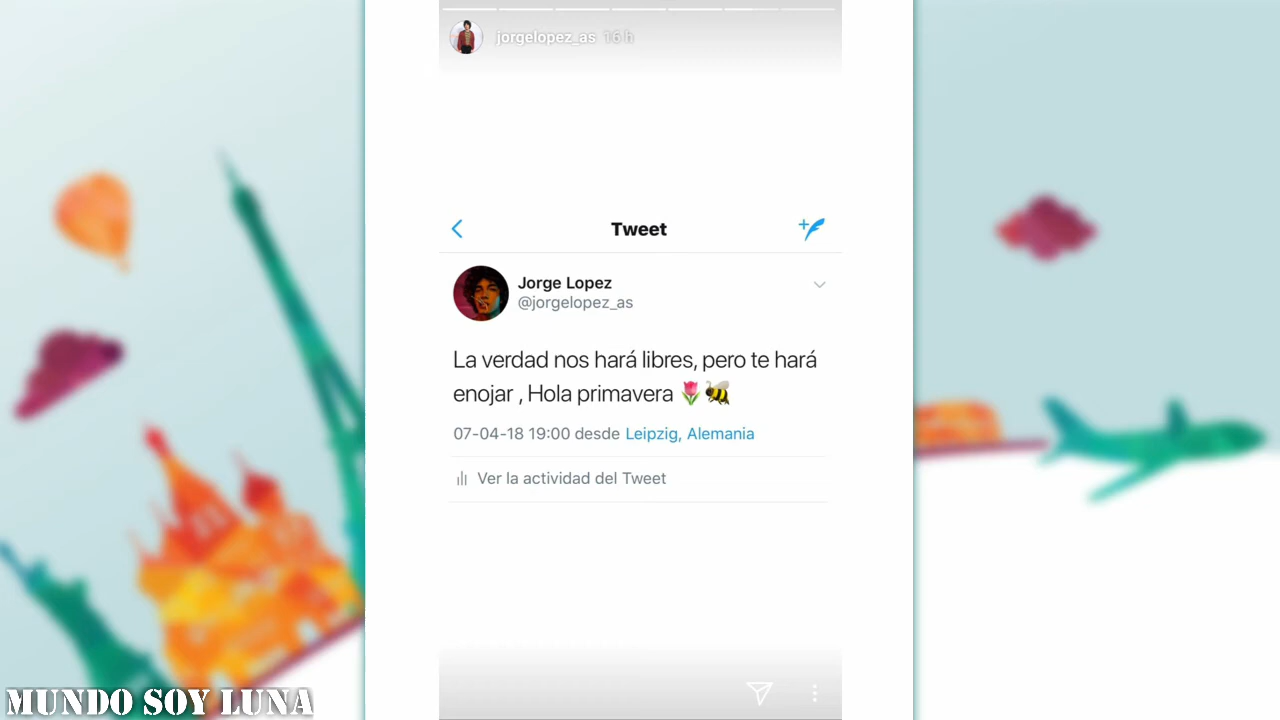 jorgelopez_as 16 h
Tweet
Jorge Lopez
@jorgelopez_as
La verdad nos hará libres, pero te hará
enojar , Hola primavera 🌷🐝
07-04-18 19:00 desde Leipzig, Alemania
Ver la actividad del Tweet
MUNDO SOY LUNA